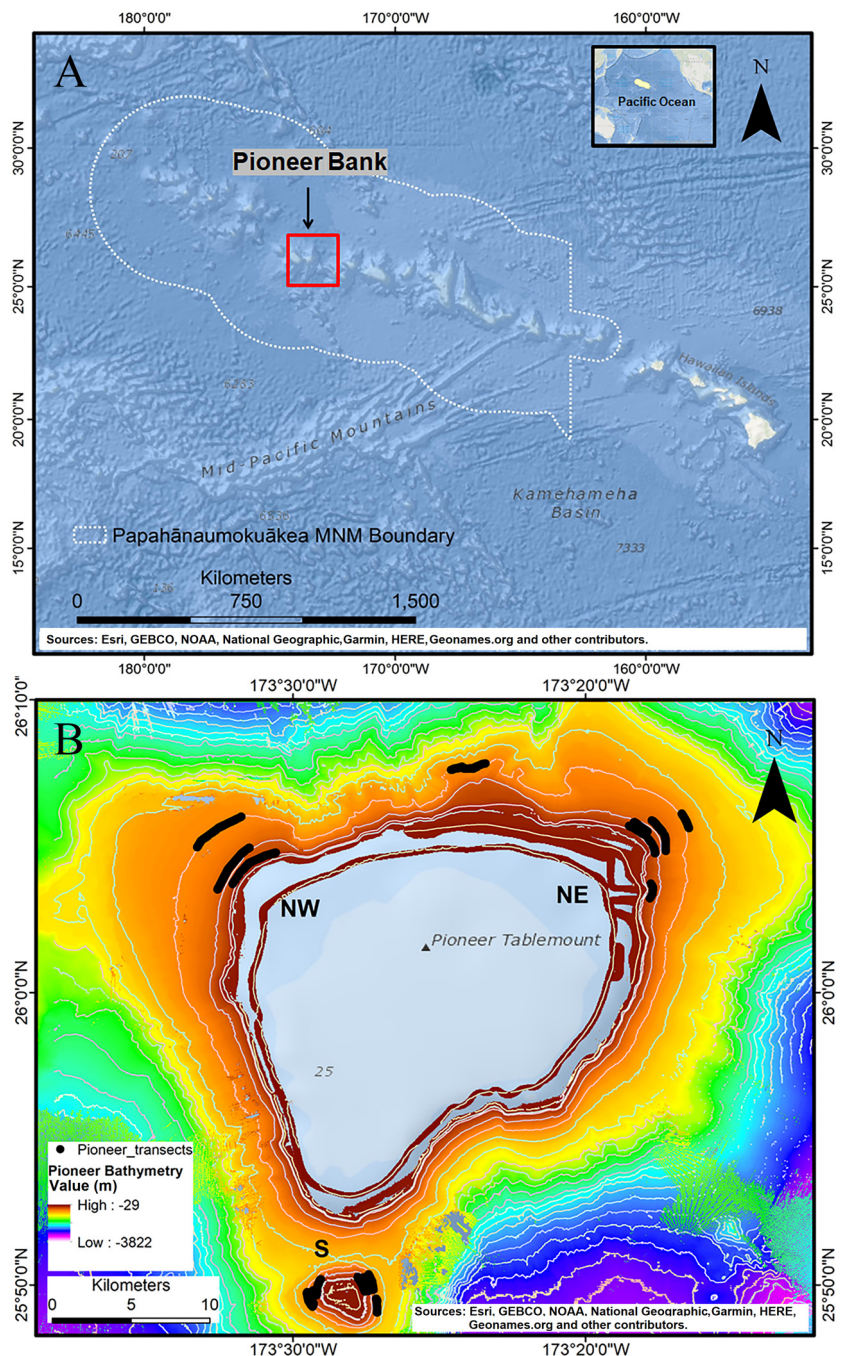 180°0'0"
170°0'0"W
160°0'0"W
A
N
Pacific Ocean
30°0'0"N
30°0'0"N
Pioneer Bank
6448
25°0'0"N
25°0'0"N
6938
Hawaiian Islands
20°0'0"N
20°0'0"N
Mid-Pacific Mountains
Kamehameha
Basin
7333
15°0'0"N
15°0'0"N
Papahānaumokuākea MNM Boundary
Kilometers
0 750 1,500
Sources: Esri, GEBCO, NOAA, National Geographic,Garmin, HERE,Geonames.org and other contributors.
180°0'0"
170°0'0"W
160°0'0"W
173°30'0"W
173°20'0"W
26°10'0"N
26°10'0"N
B
N
NW
NE
Pioneer Tablemount
26°0'0"N
26°0'0"N
25
Pioneer_transects
Pioneer Bathymetry
Value (m)
High : -29
Low : -3822
S
Kilometers
0 5 10
25°50'0"N
25°50'0"N
Sources: Esri, GEBCO, NOAA, National Geographic,Garmin, HERE,
Geonames.org and other contributors.
173°30'0"W
173°20'0"W